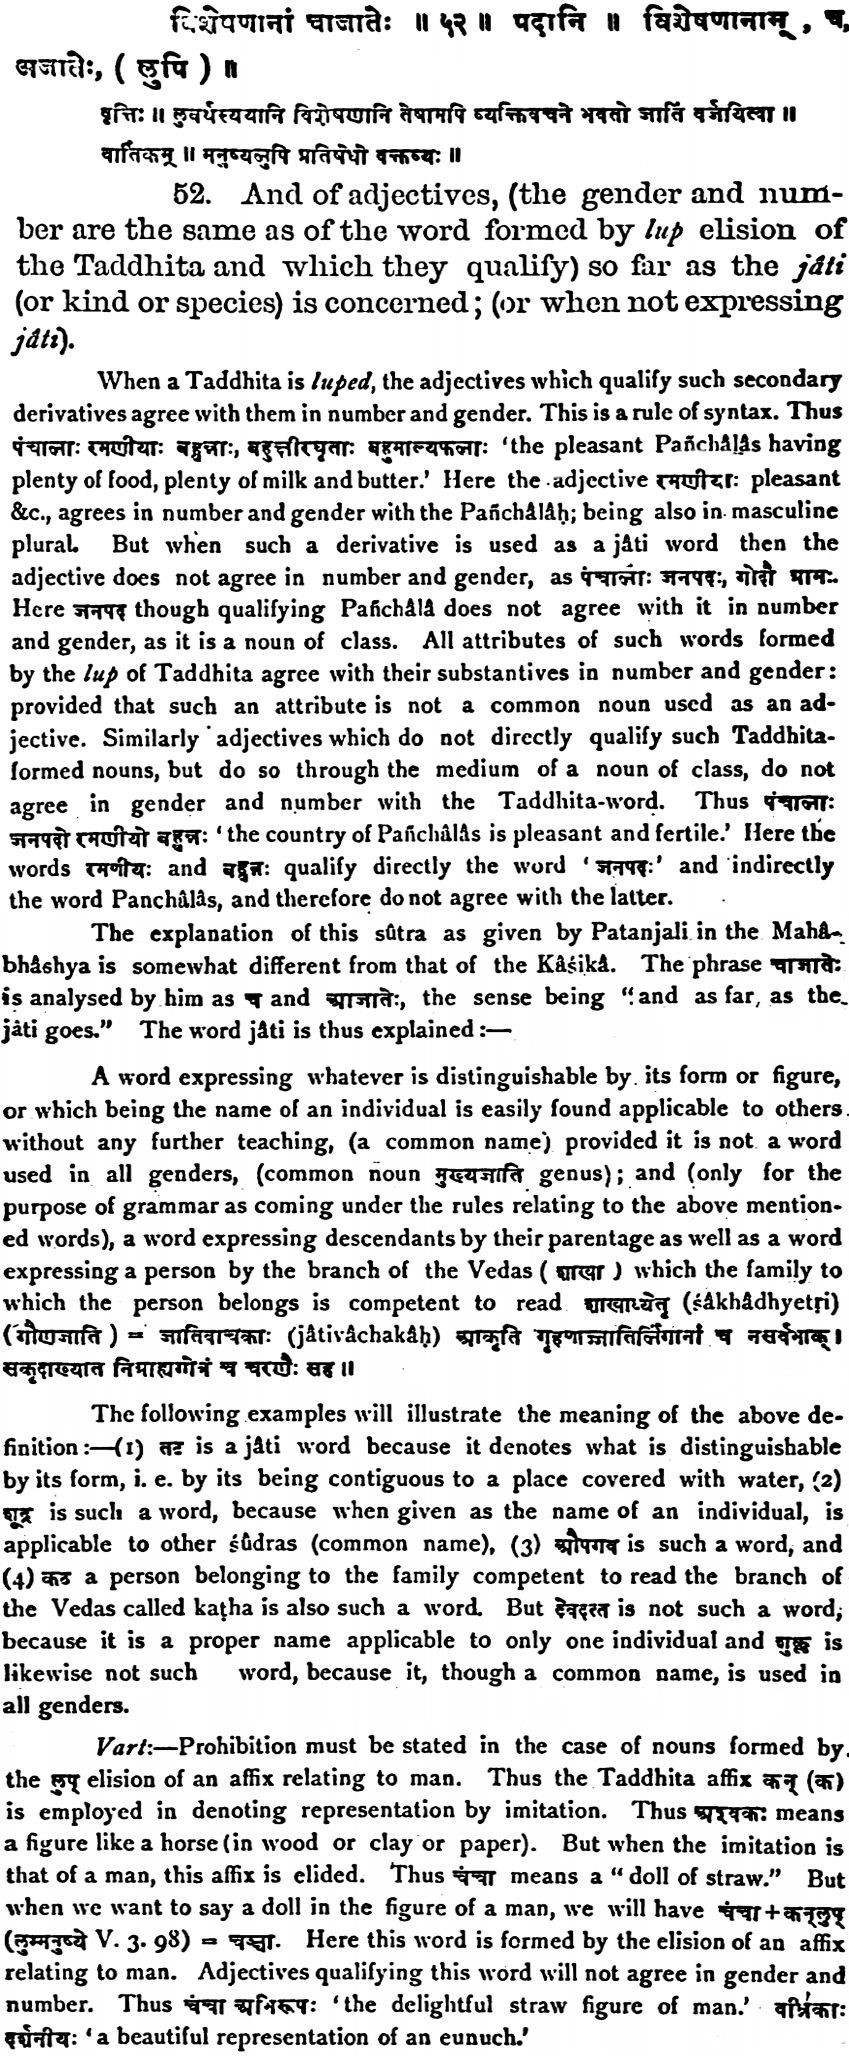 विशेषणानां चाजातेः ॥ ५२ ॥ पदानि ॥ विशेषणानाम् , च,
अजातेः, ( लुपि ) ॥
वृत्तिः ॥ लुबर्थस्ययानि विशेषणानि तेषामपि व्यक्तिवचने भवतो जातिं वर्जयित्वा ॥
वार्तिकम् ॥ मनुष्यलुपि प्रतिषेधो वक्तव्यः ॥
52. And of adjectives, (the gender and num-
ber are the same as of the word formed by lup elision of
the Taddhita and which they qualify) so far as the jâti
(or kind or species) is concerned; (or when not expressing
jâti).
When a Taddhita is luped, the adjectives which qualify such secondary
derivatives agree with them in number and gender. This is a rule of syntax. Thus
पंचालाः रमणीयाः बहुन्नाः, बहुक्षीरघृताः बहुमाल्यफलाः 'the pleasant Pañchâlâs having
plenty of food, plenty of milk and butter.' Here the adjective रमणीयाः pleasant
&c., agrees in number and gender with the Pañchâlâḥ; being also in masculine
plural. But when such a derivative is used as a jâti word then the
adjective does not agree in number and gender, as पंचालाः जनपदः, गोदौ ग्रामः.
Here जनपद though qualifying Pañchâlâ does not agree with it in number
and gender, as it is a noun of class. All attributes of such words formed
by the lup of Taddhita agree with their substantives in number and gender:
provided that such an attribute is not a common noun used as an ad-
jective. Similarly adjectives which do not directly qualify such Taddhita-
formed nouns, but do so through the medium of a noun of class, do not
agree in gender and number with the Taddhita-word. Thus पंचालाः
जनपदो रमणीयो बहुन्नः 'the country of Pañchâlâs is pleasant and fertile.' Here the
words रमणीयः and बहुन्नः qualify directly the word 'जनपदः' and indirectly
the word Panchâlâs, and therefore do not agree with the latter.
The explanation of this sûtra as given by Patanjali in the Mahâ-
bhâshya is somewhat different from that of the Kâśikâ. The phrase चाजातेः
is analysed by him as च and आजातेः, the sense being "and as far, as the
jâti goes." The word jâti is thus explained:—
A word expressing whatever is distinguishable by its form or figure,
or which being the name of an individual is easily found applicable to others
without any further teaching, (a common name) provided it is not a word
used in all genders, (common noun मुख्यजाति genus); and (only for the
purpose of grammar as coming under the rules relating to the above mention-
ed words), a word expressing descendants by their parentage as well as a word
expressing a person by the branch of the Vedas ( शाखा ) which the family to
which the person belongs is competent to read शाखाध्येतृ (śâkhâdhyetṛi)
(गौणजाति ) = जातिवाचकाः (jâtivâchakâḥ) आकृति गृहणाज्जातिर्लिंगानां च नसर्वभाक् ।
सकृदाख्यात निर्माह्यगोत्रं च चरणैः सह ॥
The following examples will illustrate the meaning of the above de-
finition:—(1) तट is a jâti word because it denotes what is distinguishable
by its form, i. e. by its being contiguous to a place covered with water, (2)
शूद्र is such a word, because when given as the name of an individual, is
applicable to other śûdras (common name), (3) औपगव is such a word, and
(4) कठ a person belonging to the family competent to read the branch of
the Vedas called kaṭha is also such a word. But देवदत्त is not such a word,
because it is a proper name applicable to only one individual and शुक्ल is
likewise not such word, because it, though a common name, is used in
all genders.
Vart:—Prohibition must be stated in the case of nouns formed by
the लुप् elision of an affix relating to man. Thus the Taddhita affix कन् (क)
is employed in denoting representation by imitation. Thus अश्वकः means
a figure like a horse (in wood or clay or paper). But when the imitation is
that of a man, this affix is elided. Thus चंचा means a "doll of straw." But
when we want to say a doll in the figure of a man, we will have चंचा + कन्लुप्
(लुम्मनुष्ये V. 3. 98) = चञ्चा. Here this word is formed by the elision of an affix
relating to man. Adjectives qualifying this word will not agree in gender and
number. Thus चंचा अभिरूपः 'the delightful straw figure of man.' वर्ध्रिकाः
दर्शनीयः 'a beautiful representation of an eunuch.'